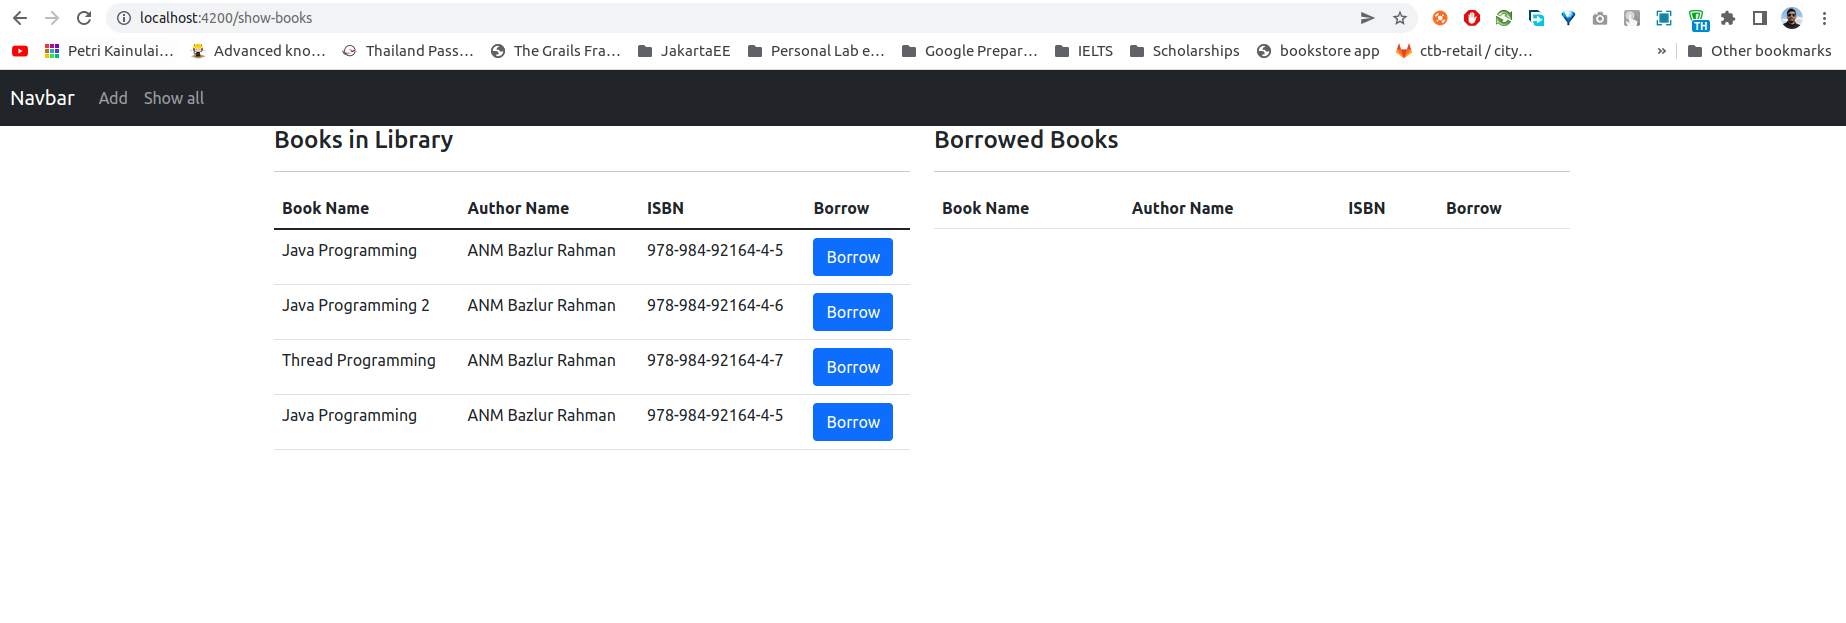 localhost:4200/show-books
TH
Petri Kainulai... Advanced kno... Thailand Pass... The Grails Fra... JakartaEE Personal Lab e... Google Prepar... IELTS Scholarships bookstore app ctb-retail / city... » Other bookmarks
Navbar Add Show all
Books in Library
Book Name Author Name ISBN Borrow
Java Programming ANM Bazlur Rahman 978-984-92164-4-5 Borrow
Java Programming 2 ANM Bazlur Rahman 978-984-92164-4-6 Borrow
Thread Programming ANM Bazlur Rahman 978-984-92164-4-7 Borrow
Java Programming ANM Bazlur Rahman 978-984-92164-4-5 Borrow
Borrowed Books
Book Name Author Name ISBN Borrow